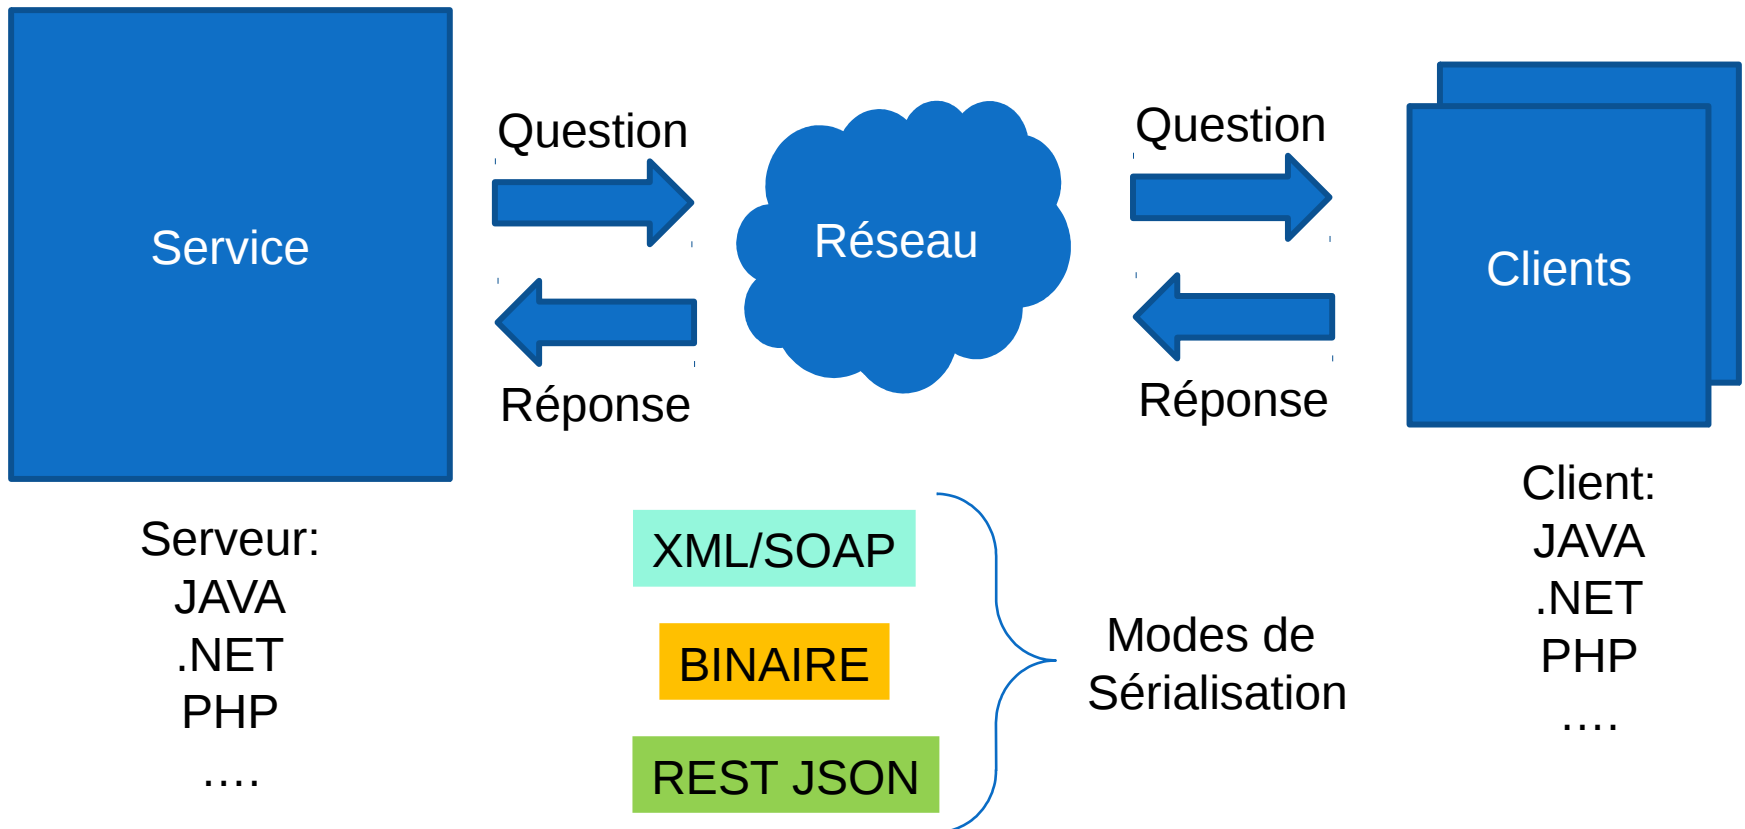 Service
Question
Réponse
Réseau
Question
Réponse
Clients
Serveur:
JAVA
.NET
PHP
....
XML/SOAP
BINAIRE
REST JSON
Modes de
Sérialisation
Client:
JAVA
.NET
PHP
....